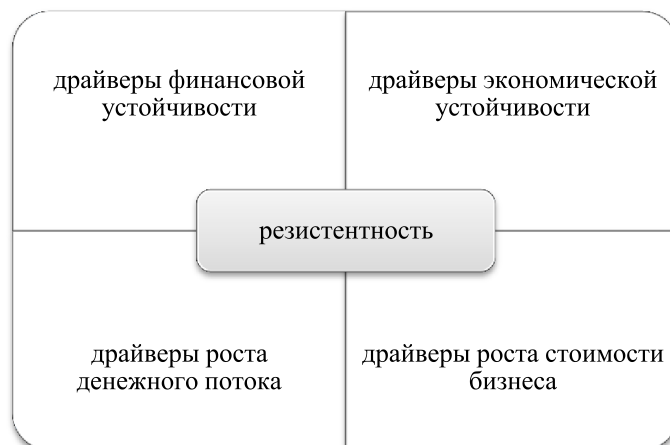 драйверы финансовой
устойчивости
драйверы экономической
устойчивости
резистентность
драйверы роста
денежного потока
драйверы роста стоимости
бизнеса